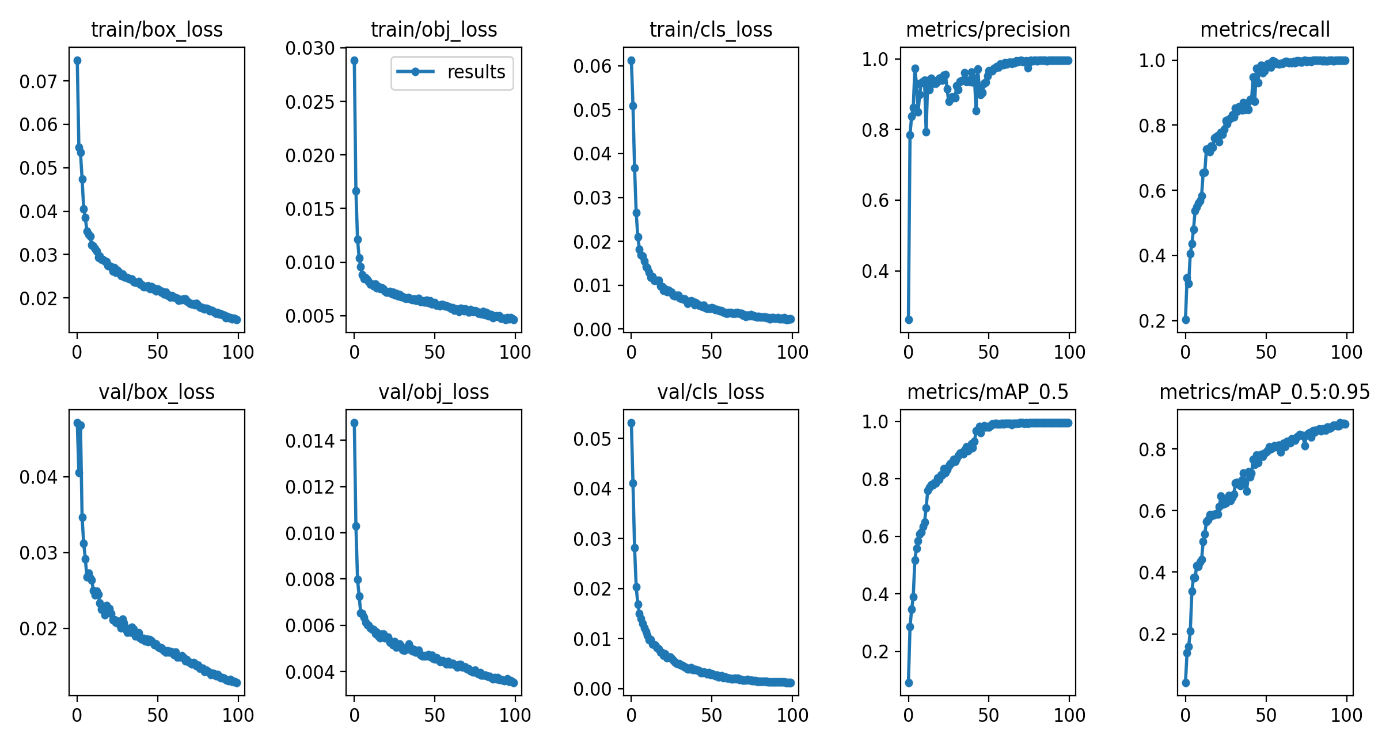 train/box_loss train/obj_loss train/cls_loss metrics/precision metrics/recall
0.07 0.06 0.05 0.04 0.03 0.02
0 50 100
0.030 0.025 0.020 0.015 0.010 0.005
results
0 50 100
0.06 0.05 0.04 0.03 0.02 0.01 0.00
0 50 100
1.0 0.8 0.6 0.4
0 50 100
1.0 0.8 0.6 0.4 0.2
0 50 100
val/box_loss val/obj_loss val/cls_loss metrics/mAP_0.5 metrics/mAP_0.5:0.95
0.04 0.03 0.02
0 50 100
0.014 0.012 0.010 0.008 0.006 0.004
0 50 100
0.05 0.04 0.03 0.02 0.01 0.00
0 50 100
1.0 0.8 0.6 0.4 0.2
0 50 100
0.8 0.6 0.4 0.2
0 50 100